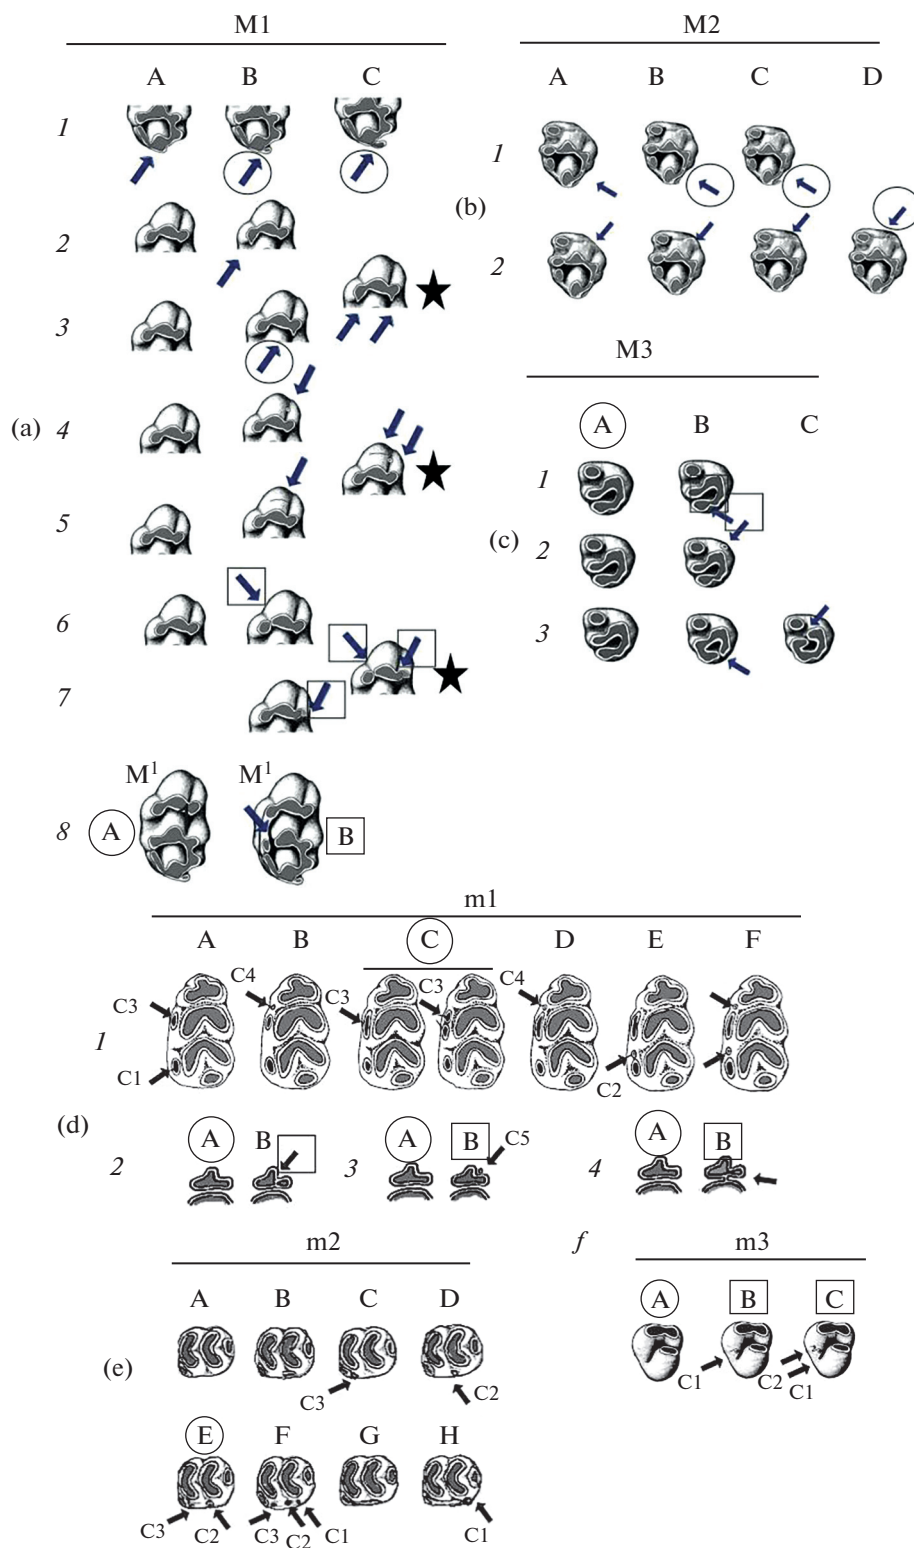 M1
A B C
1
2
3
(a) 4
5
6
7
M¹ M¹
8 A B
M2
A B C D
1
(b)
2
M3
A B C
1
(c) 2
3
m1
A B C D E F
C4 C3 C3 C4
C3
1
C1 C2
(d)
A B A B C5 A B
2 3 4
m2
A B C D
(e)
C3 C2
E F G H
C3 C2 C3 C2 C1 C1
f m3
A B C
C1 C2 C1